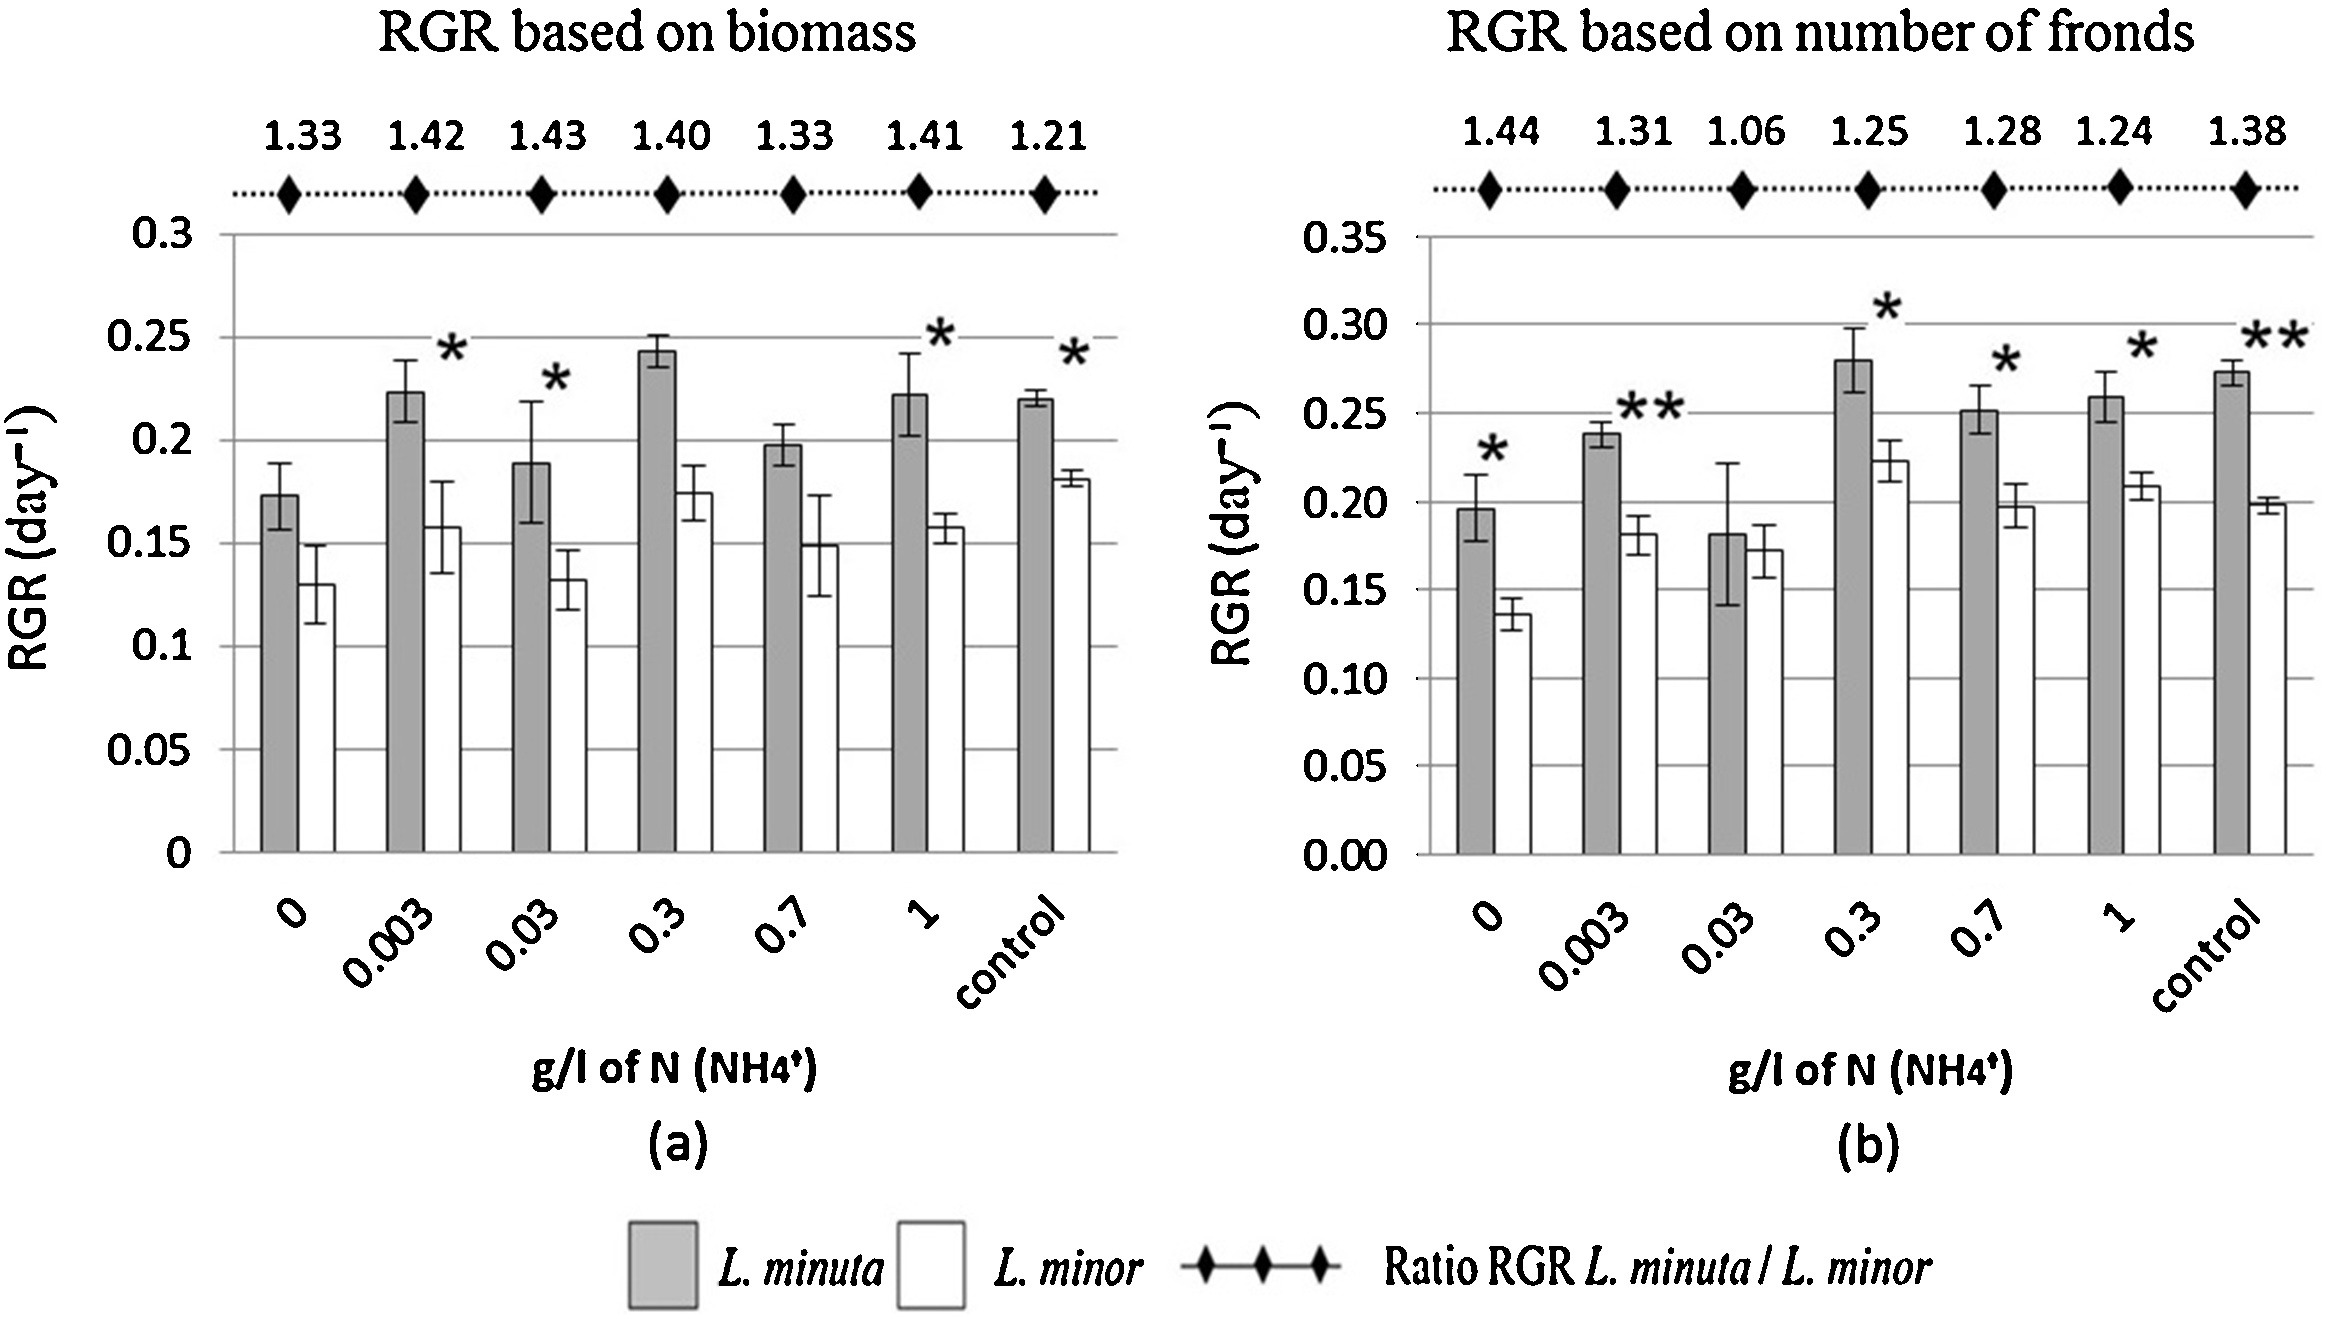 RGR based on biomass
1.33 1.42 1.43 1.40 1.33 1.41 1.21
0.3
0.25
0.2
0.15
0.1
0.05
0
* * * *
RGR (day⁻¹)
0 0.003 0.03 0.3 0.7 1 control
g/l of N (NH4⁺)
(a)
RGR based on number of fronds
1.44 1.31 1.06 1.25 1.28 1.24 1.38
0.35
0.30
0.25
0.20
0.15
0.10
0.05
0.00
* ** * * * **
RGR (day⁻¹)
0 0.003 0.03 0.3 0.7 1 control
g/l of N (NH4⁺)
(b)
L. minuta L. minor Ratio RGR L. minuta / L. minor